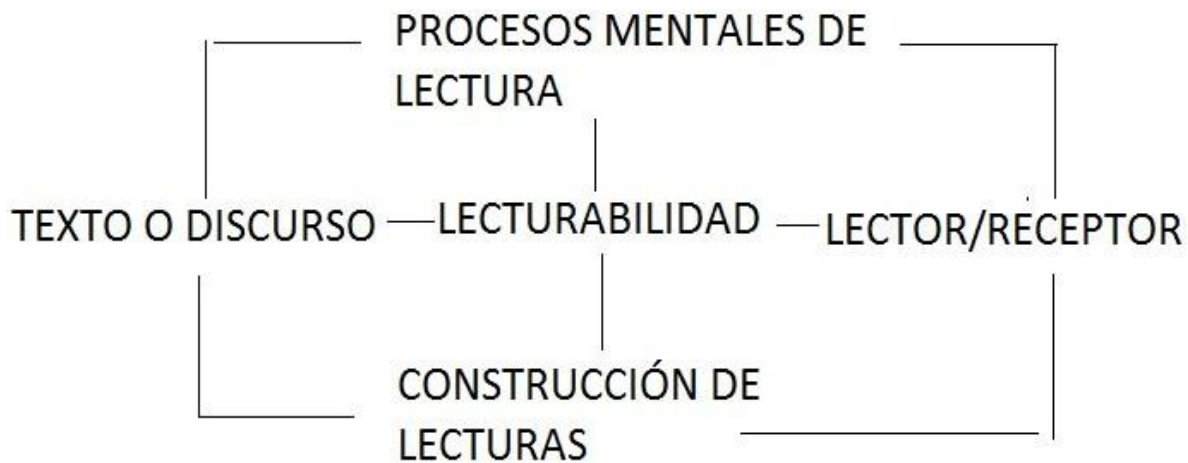 PROCESOS MENTALES DE
LECTURA
TEXTO O DISCURSO
LECTURABILIDAD
LECTOR/RECEPTOR
CONSTRUCCIÓN DE
LECTURAS